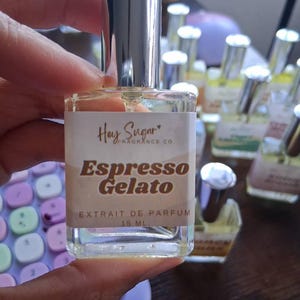 Hey Sugar
FRAGRANCE CO
Espresso
Gelato
EXTRAIT DE PARFUM
15 ML